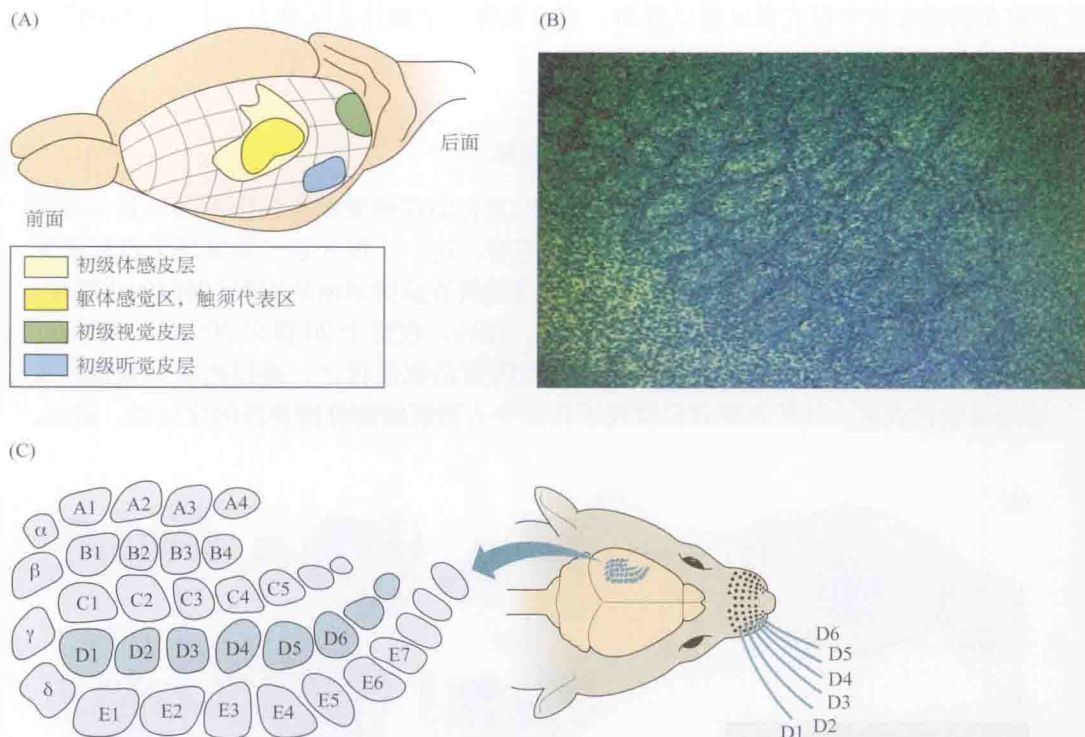 (A)
(B)
后面
前面
初级体感皮层
躯体感觉区，触须代表区
初级视觉皮层
初级听觉皮层
(C)
A1 A2 A3 A4
α
B1 B2 B3 B4
β
C1 C2 C3 C4 C5
γ
D1 D2 D3 D4 D5 D6
δ
E1 E2 E3 E4 E5 E6 E7
D6
D5
D4
D3
D1 D2